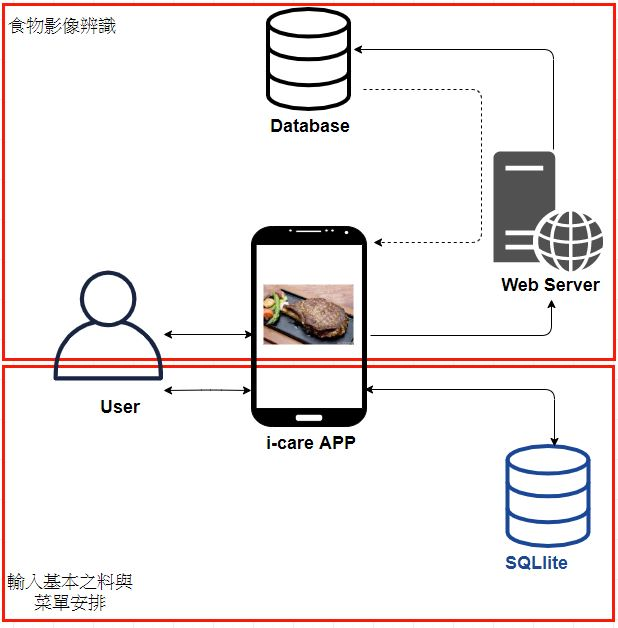 食物影像辨識
Database
Web Server
User
i-care APP
SQLlite
輸入基本之料與
菜單安排